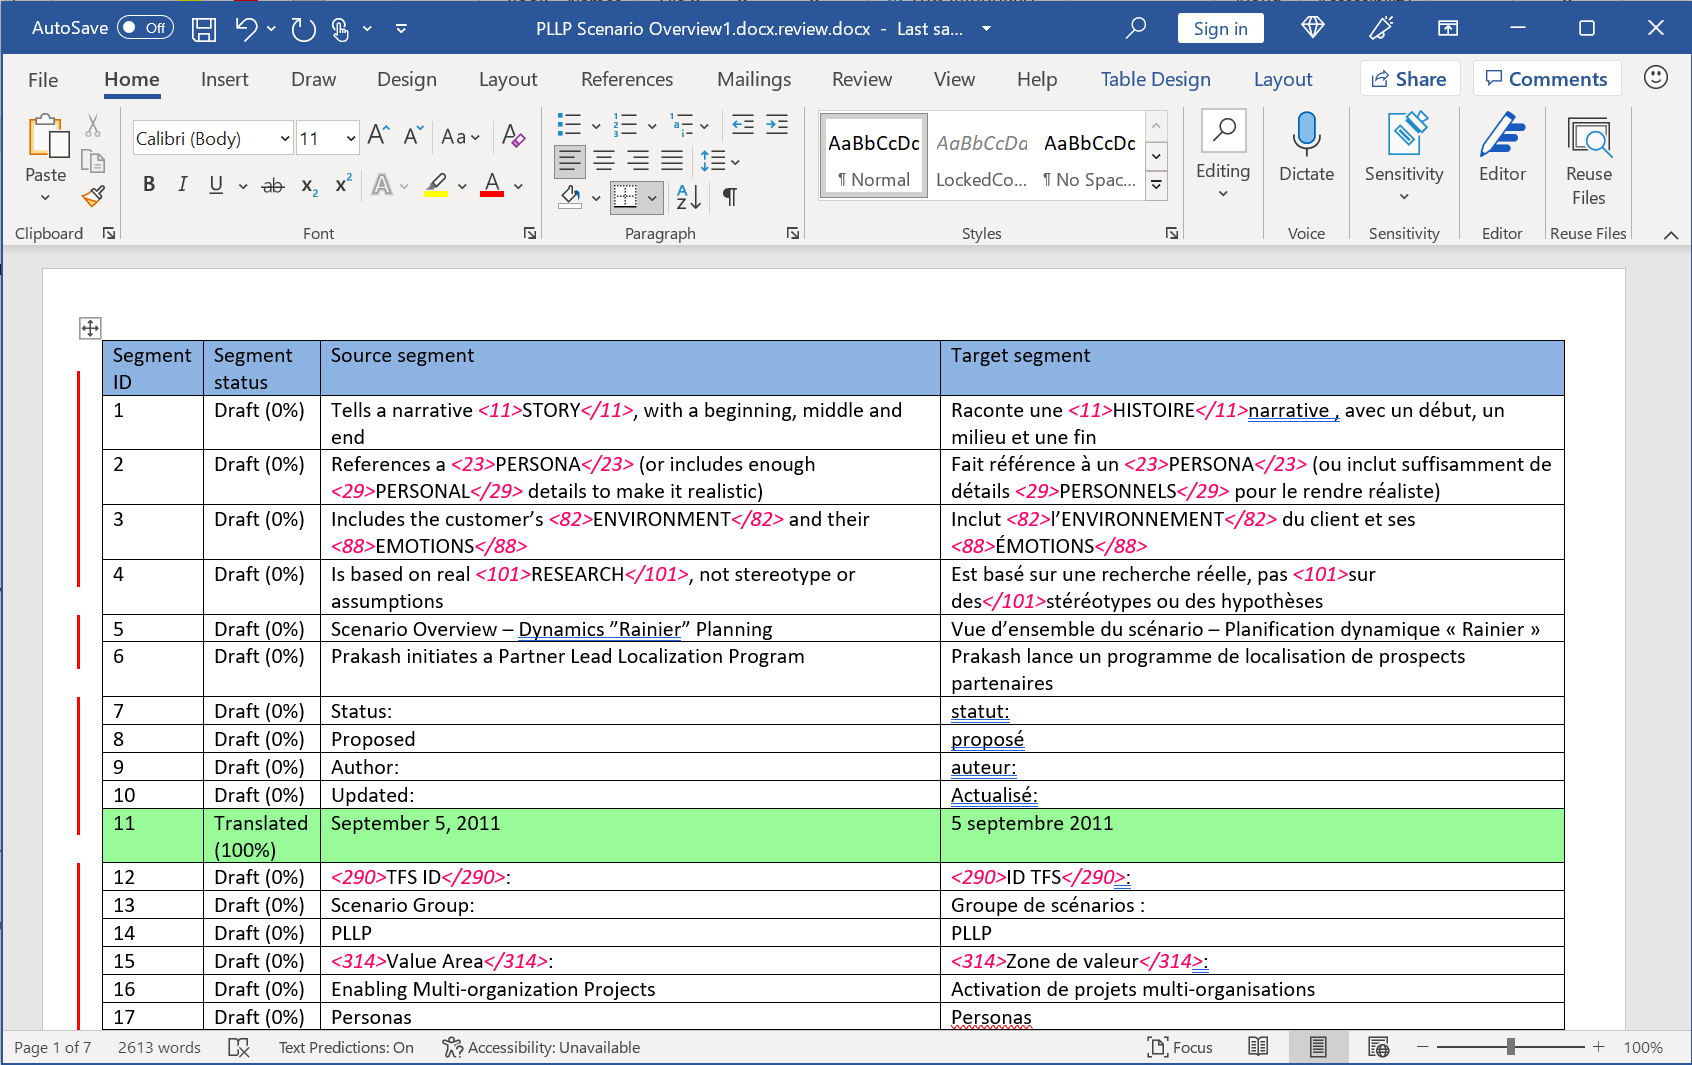 AutoSave Off PLLP Scenario Overview1.docx.review.docx - Last sa... Sign in
File Home Insert Draw Design Layout References Mailings Review View Help Table Design Layout Share Comments
Paste
Calibri (Body) 11 A A Aa A
B I U ab x2 x2 A A
AaBbCcDc AaBbCcDc AaBbCcDc
¶ Normal LockedCo... ¶ No Spac...
Editing Dictate Sensitivity Editor Reuse Files
Clipboard Font Paragraph Styles Voice Sensitivity Editor Reuse Files
Segment ID Segment status Source segment Target segment
1 Draft (0%) Tells a narrative <11>STORY</11>, with a beginning, middle and Raconte une <11>HISTOIRE</11>narrative , avec un début, un
end milieu et une fin
2 Draft (0%) References a <23>PERSONA</23> (or includes enough Fait référence à un <23>PERSONA</23> (ou inclut suffisamment de
<29>PERSONAL</29> details to make it realistic) détails <29>PERSONNELS</29> pour le rendre réaliste)
3 Draft (0%) Includes the customer’s <82>ENVIRONMENT</82> and their Inclut <82>l’ENVIRONNEMENT</82> du client et ses
<88>EMOTIONS</88> <88>ÉMOTIONS</88>
4 Draft (0%) Is based on real <101>RESEARCH</101>, not stereotype or Est basé sur une recherche réelle, pas <101>sur
assumptions des</101>stéréotypes ou des hypothèses
5 Draft (0%) Scenario Overview – Dynamics ”Rainier” Planning Vue d’ensemble du scénario – Planification dynamique « Rainier »
6 Draft (0%) Prakash initiates a Partner Lead Localization Program Prakash lance un programme de localisation de prospects
partenaires
7 Draft (0%) Status: statut:
8 Draft (0%) Proposed proposé
9 Draft (0%) Author: auteur:
10 Draft (0%) Updated: Actualisé:
11 Translated September 5, 2011 5 septembre 2011
(100%)
12 Draft (0%) <290>TFS ID</290>: <290>ID TFS</290>:
13 Draft (0%) Scenario Group: Groupe de scénarios :
14 Draft (0%) PLLP PLLP
15 Draft (0%) <314>Value Area</314>: <314>Zone de valeur</314>:
16 Draft (0%) Enabling Multi-organization Projects Activation de projets multi-organisations
17 Draft (0%) Personas Personas
Page 1 of 7 2613 words Text Predictions: On Accessibility: Unavailable Focus 100%